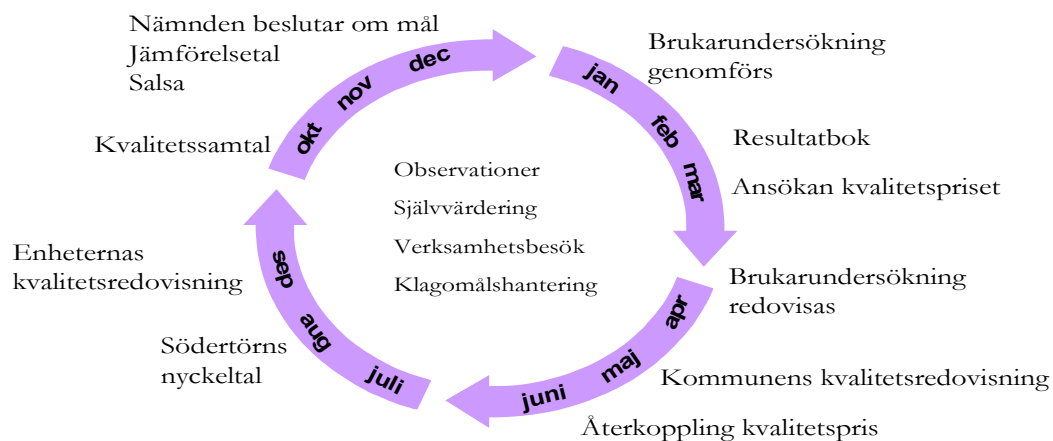 Nämnden beslutar om mål
Jämförelsetal
Salsa
Brukarundersökning
genomförs
okt
nov
dec
jan
feb
mar
Resultatbok
Ansökan kvalitetspriset
Kvalitetssamtal
Observationer
Självvärdering
Verksamhetsbesök
Klagomålshantering
Enheternas
kvalitetsredovisning
sep
aug
juli
Brukarundersökning
redovisas
apr
maj
juni
Södertörns
nyckeltal
Kommunens kvalitetsredovisning
Återkoppling kvalitetspris